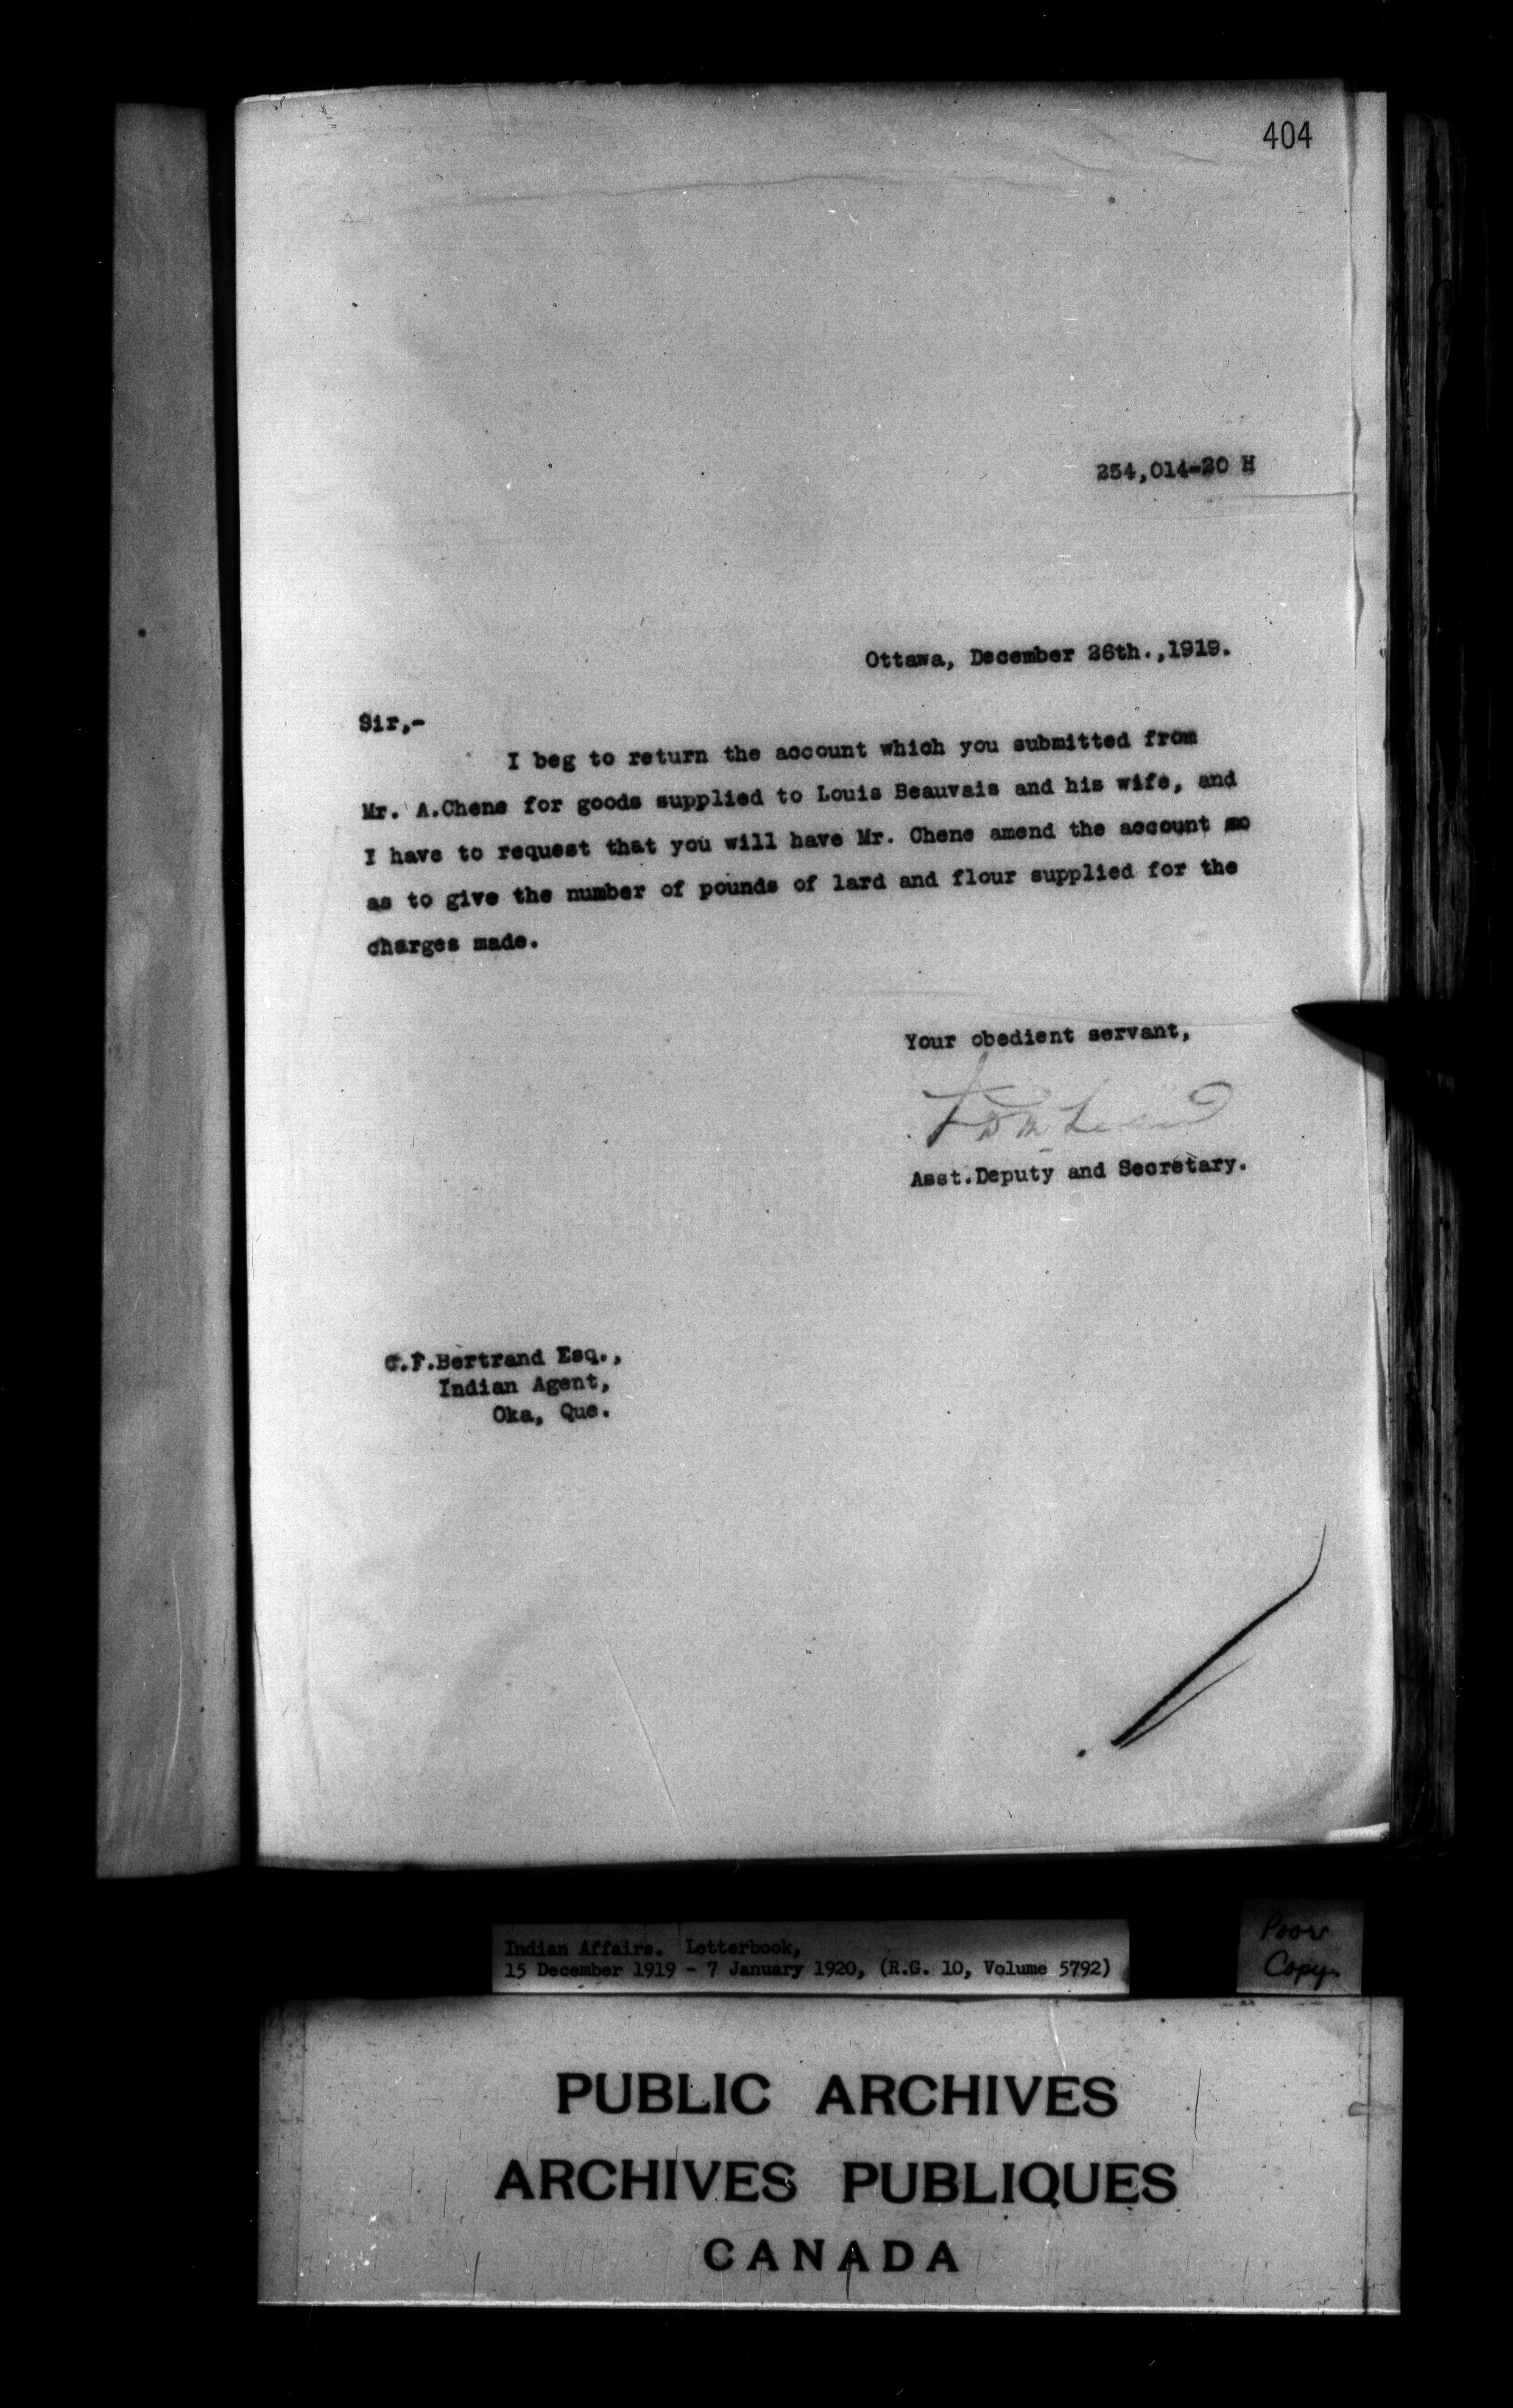 404
254,014-20 H
Ottawa, December 26th.,1919.
Sir,-
I beg to return the account which you submitted from
Mr. A.Chene for goods supplied to Louis Beauvais and his wife, and
I have to request that you will have Mr. Chene amend the account so
as to give the number of pounds of lard and flour supplied for the
charges made.
Your obedient servant,
Asst.Deputy and Secretary.
C.F.Bertrand Esq.,
Indian Agent,
Oka, Que.
Indian Affairs. Letterbook,
15 December 1919 - 7 January 1920, (R.G. 10, Volume 5792)
Poor
Copy
PUBLIC ARCHIVES
ARCHIVES PUBLIQUES
CANADA